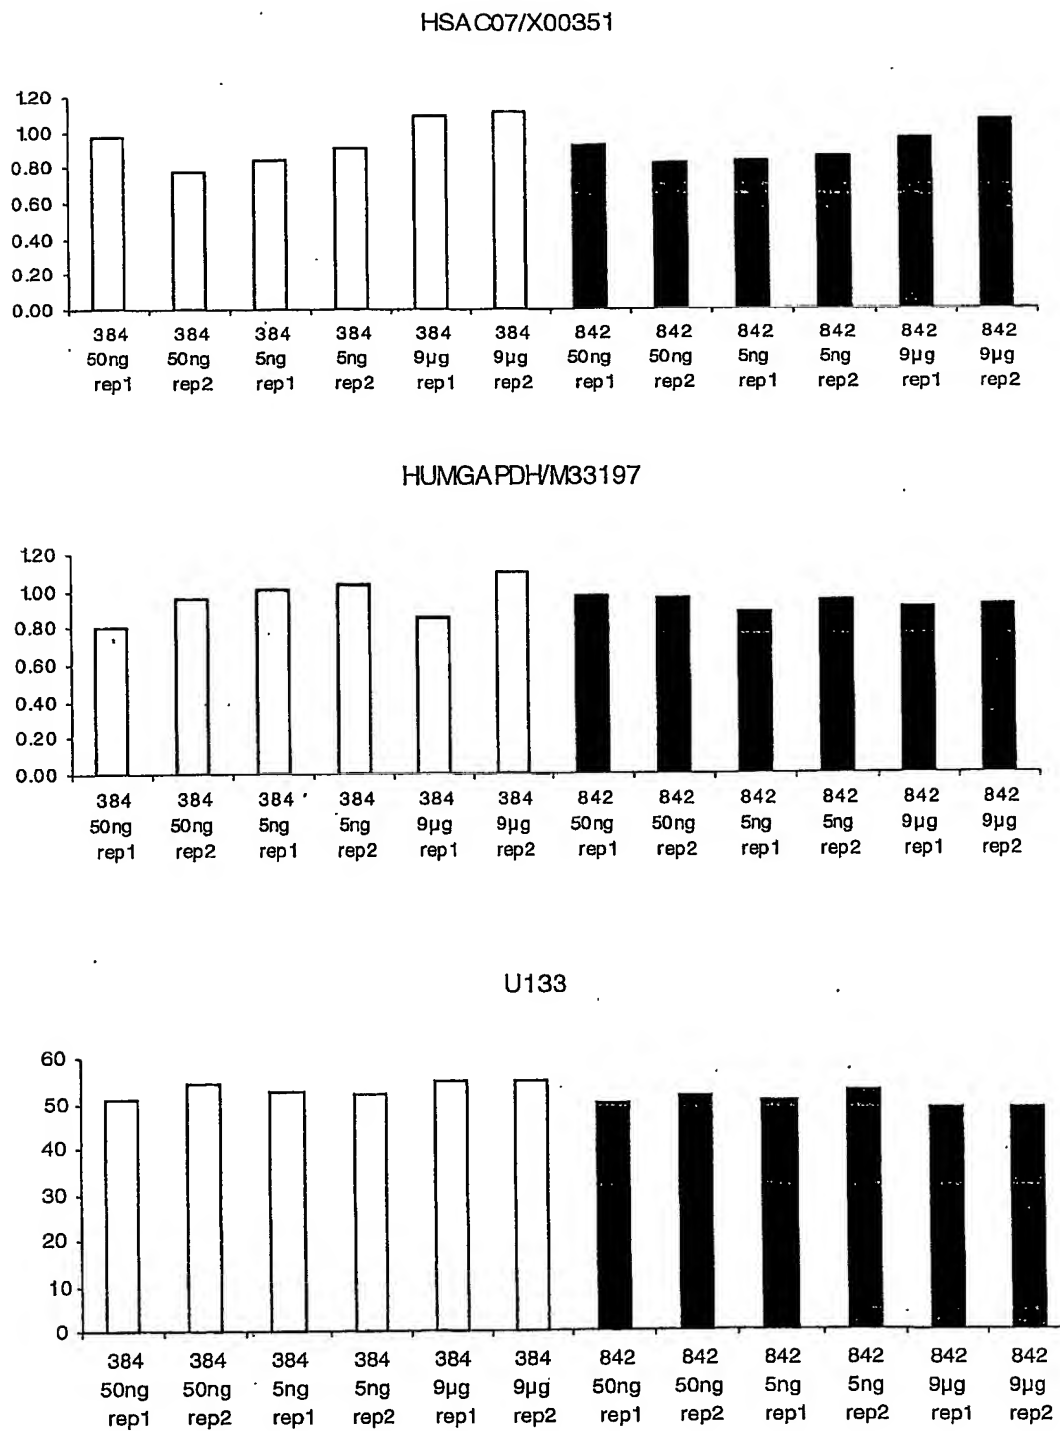 HSAC07/X00351
1.20
1.00
0.80
0.60
0.40
0.20
0.00
384 384 384 384 384 384 842 842 842 842 842 842
50ng 50ng 5ng 5ng 9µg 9µg 50ng 50ng 5ng 5ng 9µg 9µg
rep1 rep2 rep1 rep2 rep1 rep2 rep1 rep2 rep1 rep2 rep1 rep2
HUMGAPDH/M33197
1.20
1.00
0.80
0.60
0.40
0.20
0.00
384 384 384 384 384 384 842 842 842 842 842 842
50ng 50ng 5ng 5ng 9µg 9µg 50ng 50ng 5ng 5ng 9µg 9µg
rep1 rep2 rep1 rep2 rep1 rep2 rep1 rep2 rep1 rep2 rep1 rep2
U133
60
50
40
30
20
10
0
384 384 384 384 384 384 842 842 842 842 842 842
50ng 50ng 5ng 5ng 9µg 9µg 50ng 50ng 5ng 5ng 9µg 9µg
rep1 rep2 rep1 rep2 rep1 rep2 rep1 rep2 rep1 rep2 rep1 rep2